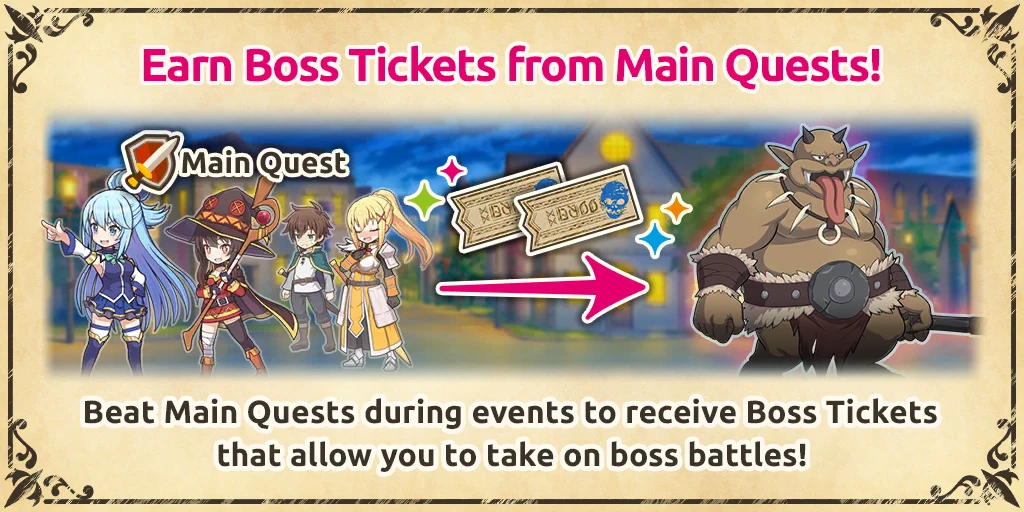 Earn Boss Tickets from Main Quests!
Main Quest
Boss
Beat Main Quests during events to receive Boss Tickets
that allow you to take on boss battles!